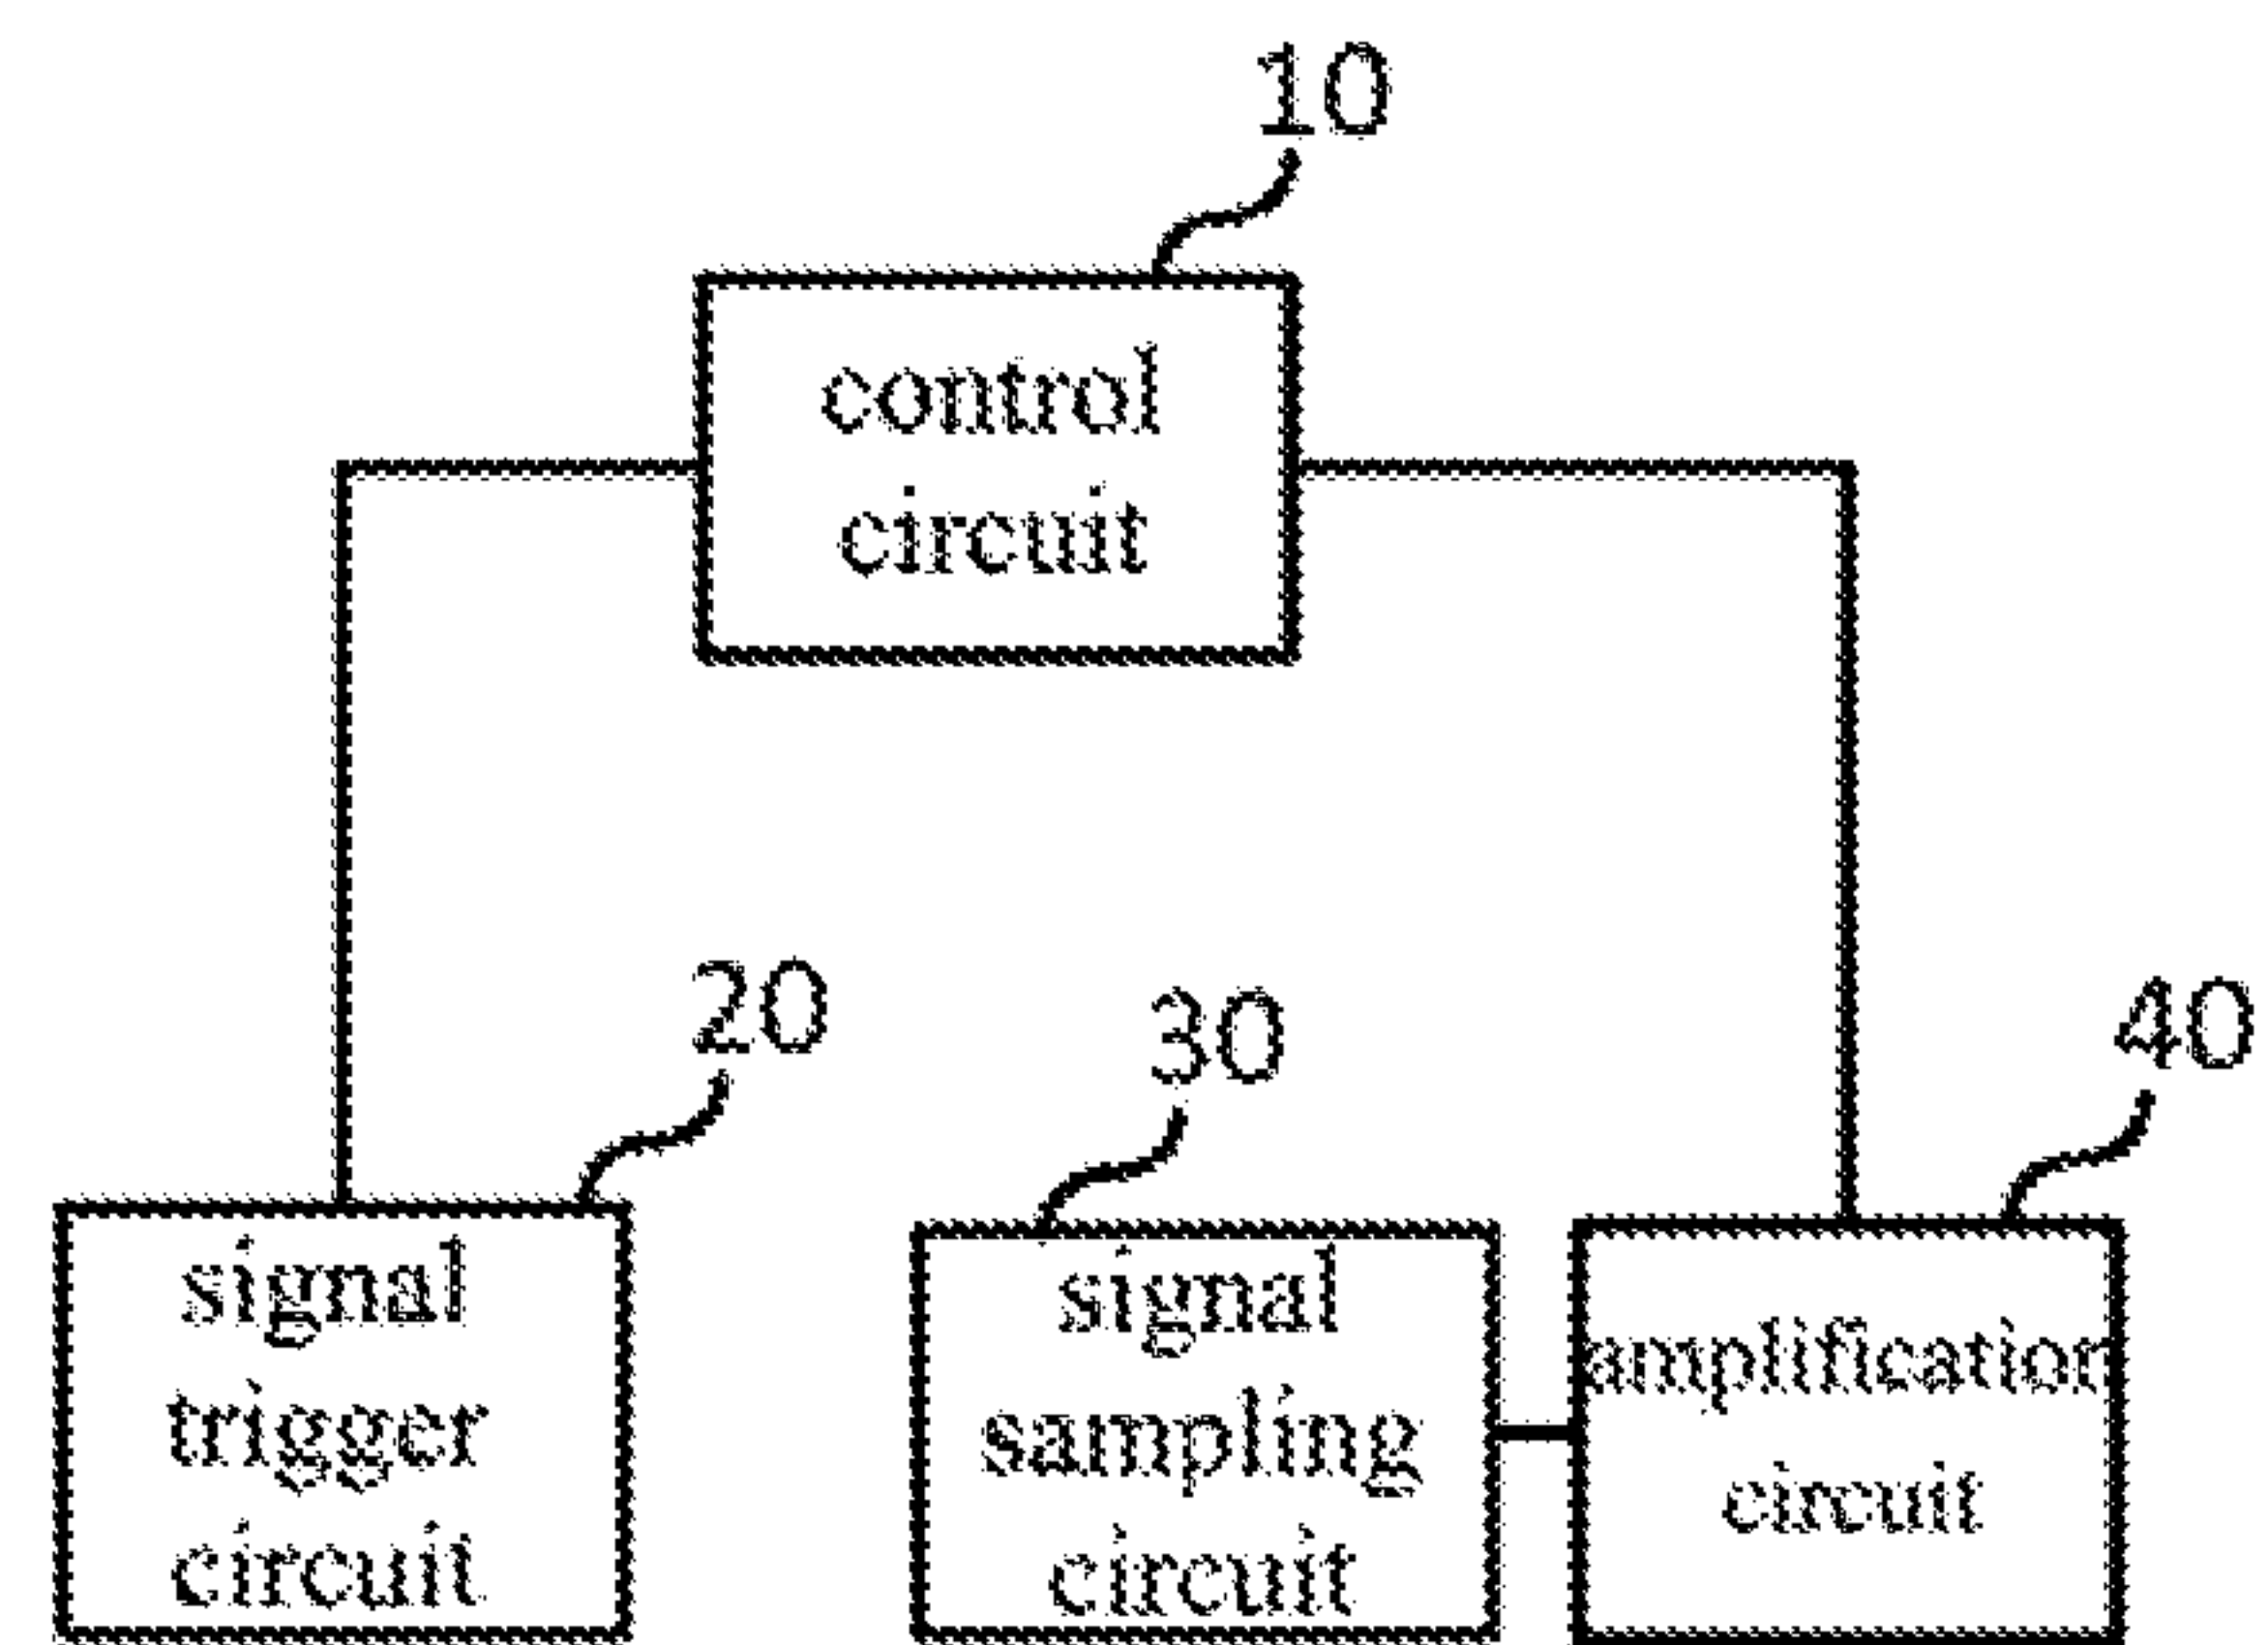 10
control
circuit
20
30
40
signal
trigger
circuit
signal
sampling
circuit
amplification
circuit